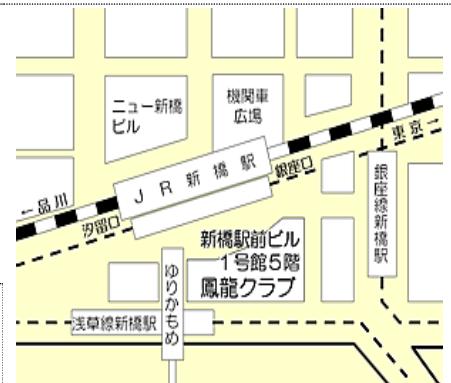 ニュー新橋
ビル
機関車
広場
東京→
JR新橋駅
銀座口
←品川
汐留口
銀座線新橋駅
新橋駅前ビル
1号館5階
鳳龍クラブ
ゆりかもめ
浅草線新橋駅